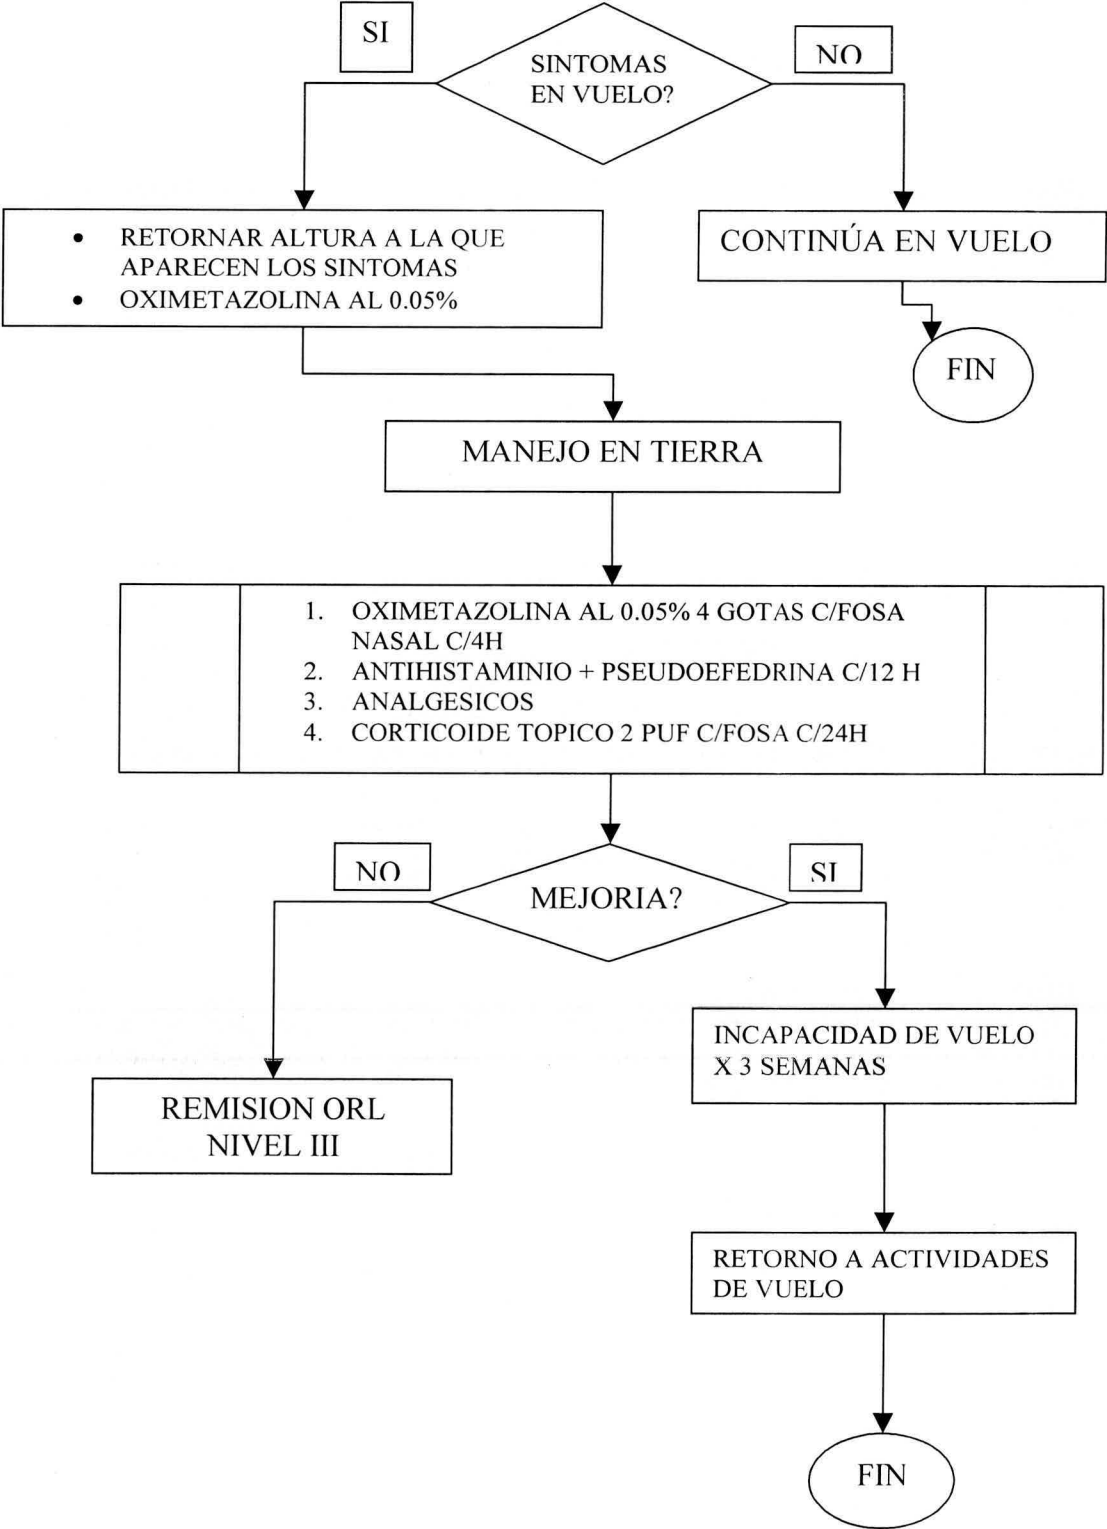 SI
SINTOMAS
EN VUELO?
NO
• RETORNAR ALTURA A LA QUE
APARECEN LOS SINTOMAS
• OXIMETAZOLINA AL 0.05%
CONTINÚA EN VUELO
FIN
MANEJO EN TIERRA
1. OXIMETAZOLINA AL 0.05% 4 GOTAS C/FOSA
NASAL C/4H
2. ANTIHISTAMINIO + PSEUDOEFEDRINA C/12 H
3. ANALGESICOS
4. CORTICOIDE TOPICO 2 PUF C/FOSA C/24H
NO
MEJORIA?
SI
INCAPACIDAD DE VUELO
X 3 SEMANAS
REMISION ORL
NIVEL III
RETORNO A ACTIVIDADES
DE VUELO
FIN